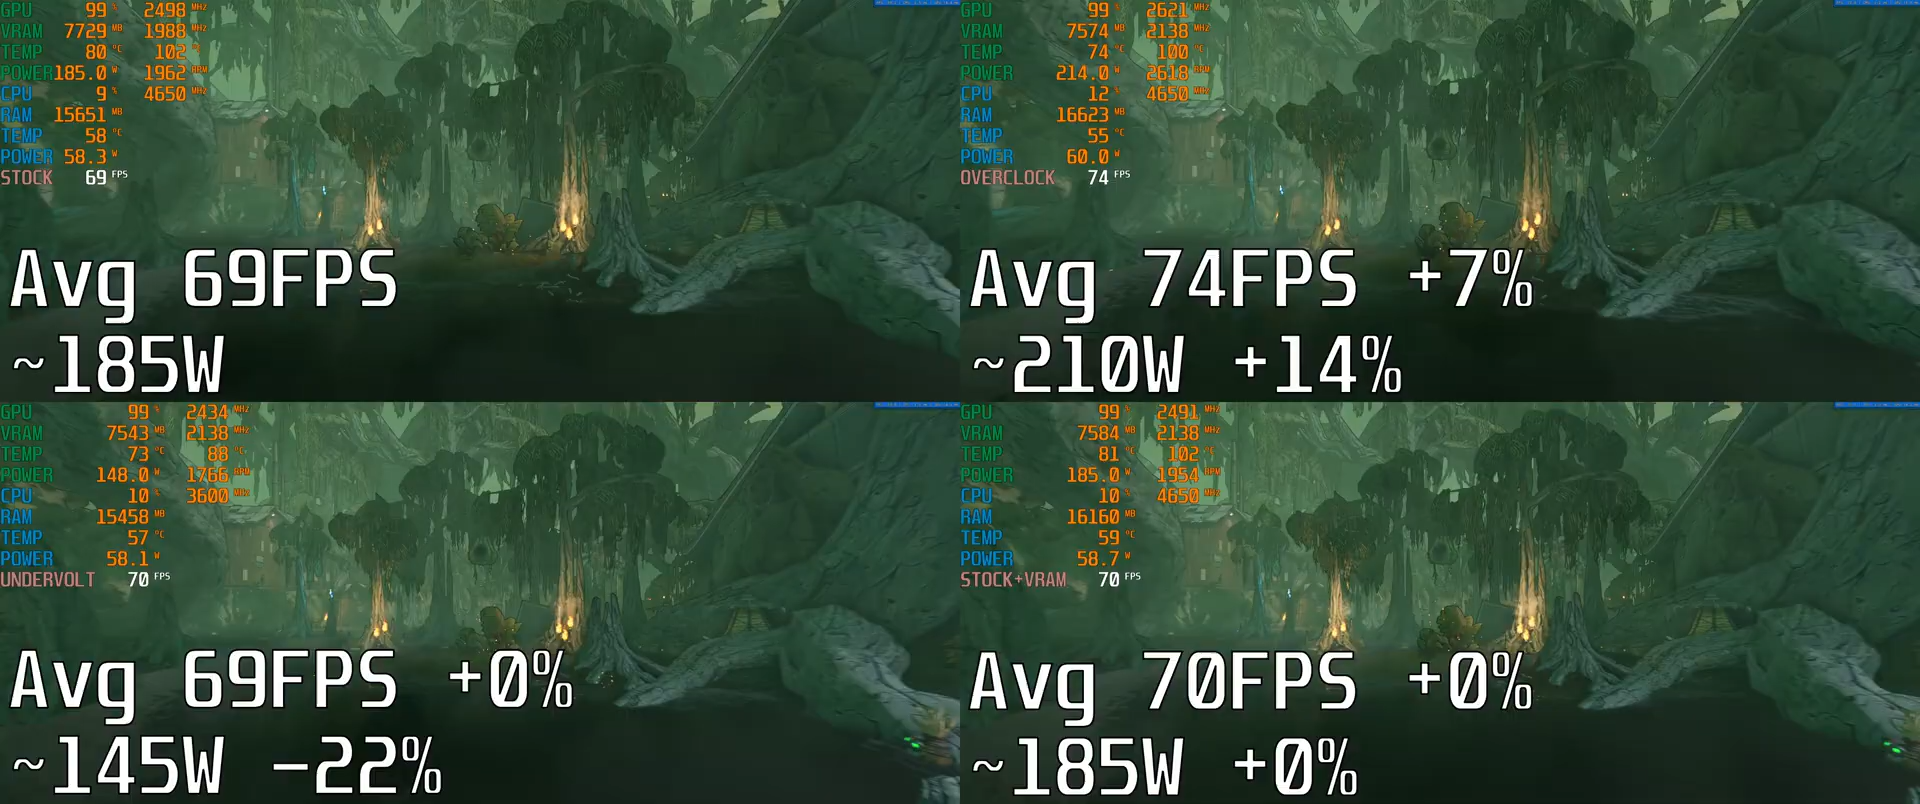 GPU 99 % 2498 MHz
VRAM 7729 MB 1988 MHz
TEMP 80 °C 102 °C
POWER 185.0 W 1962 RPM
CPU 9 % 4650 MHz
RAM 15651 MB
TEMP 58 °C
POWER 58.3 W
STOCK 69 FPS
Avg 69FPS
~185W
GPU 99 % 2621 MHz
VRAM 7574 MB 2138 MHz
TEMP 74 °C 100 °C
POWER 214.0 W 2618 RPM
CPU 12 % 4650 MHz
RAM 16623 MB
TEMP 55 °C
POWER 60.0 W
OVERCLOCK 74 FPS
Avg 74FPS +7%
~210W +14%
GPU 99 % 2434 MHz
VRAM 7543 MB 2138 MHz
TEMP 73 °C 88 °C
POWER 148.0 W 1766 RPM
CPU 10 % 3600 MHz
RAM 15458 MB
TEMP 57 °C
POWER 58.1 W
UNDERVOLT 70 FPS
Avg 69FPS +0%
~145W −22%
GPU 99 % 2491 MHz
VRAM 7584 MB 2138 MHz
TEMP 81 °C 102 °C
POWER 185.0 W 1954 RPM
CPU 10 % 4650 MHz
RAM 16160 MB
TEMP 59 °C
POWER 58.7 W
STOCK+VRAM 70 FPS
Avg 70FPS +0%
~185W +0%